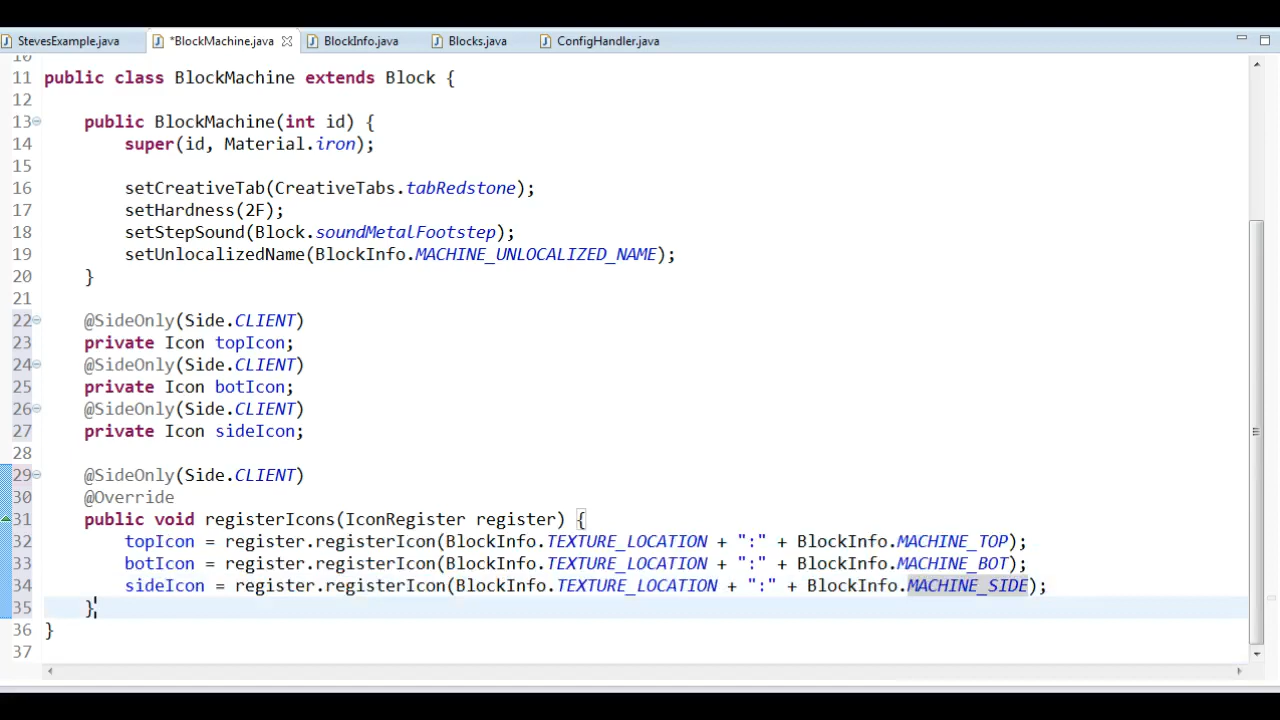 StevesExample.java *BlockMachine.java BlockInfo.java Blocks.java ConfigHandler.java
10
11 public class BlockMachine extends Block {
12
13 public BlockMachine(int id) {
14 super(id, Material.iron);
15
16 setCreativeTab(CreativeTabs.tabRedstone);
17 setHardness(2F);
18 setStepSound(Block.soundMetalFootstep);
19 setUnlocalizedName(BlockInfo.MACHINE_UNLOCALIZED_NAME);
20 }
21
22 @SideOnly(Side.CLIENT)
23 private Icon topIcon;
24 @SideOnly(Side.CLIENT)
25 private Icon botIcon;
26 @SideOnly(Side.CLIENT)
27 private Icon sideIcon;
28
29 @SideOnly(Side.CLIENT)
30 @Override
31 public void registerIcons(IconRegister register) {
32 topIcon = register.registerIcon(BlockInfo.TEXTURE_LOCATION + ":" + BlockInfo.MACHINE_TOP);
33 botIcon = register.registerIcon(BlockInfo.TEXTURE_LOCATION + ":" + BlockInfo.MACHINE_BOT);
34 sideIcon = register.registerIcon(BlockInfo.TEXTURE_LOCATION + ":" + BlockInfo.MACHINE_SIDE);
35 }
36 }
37